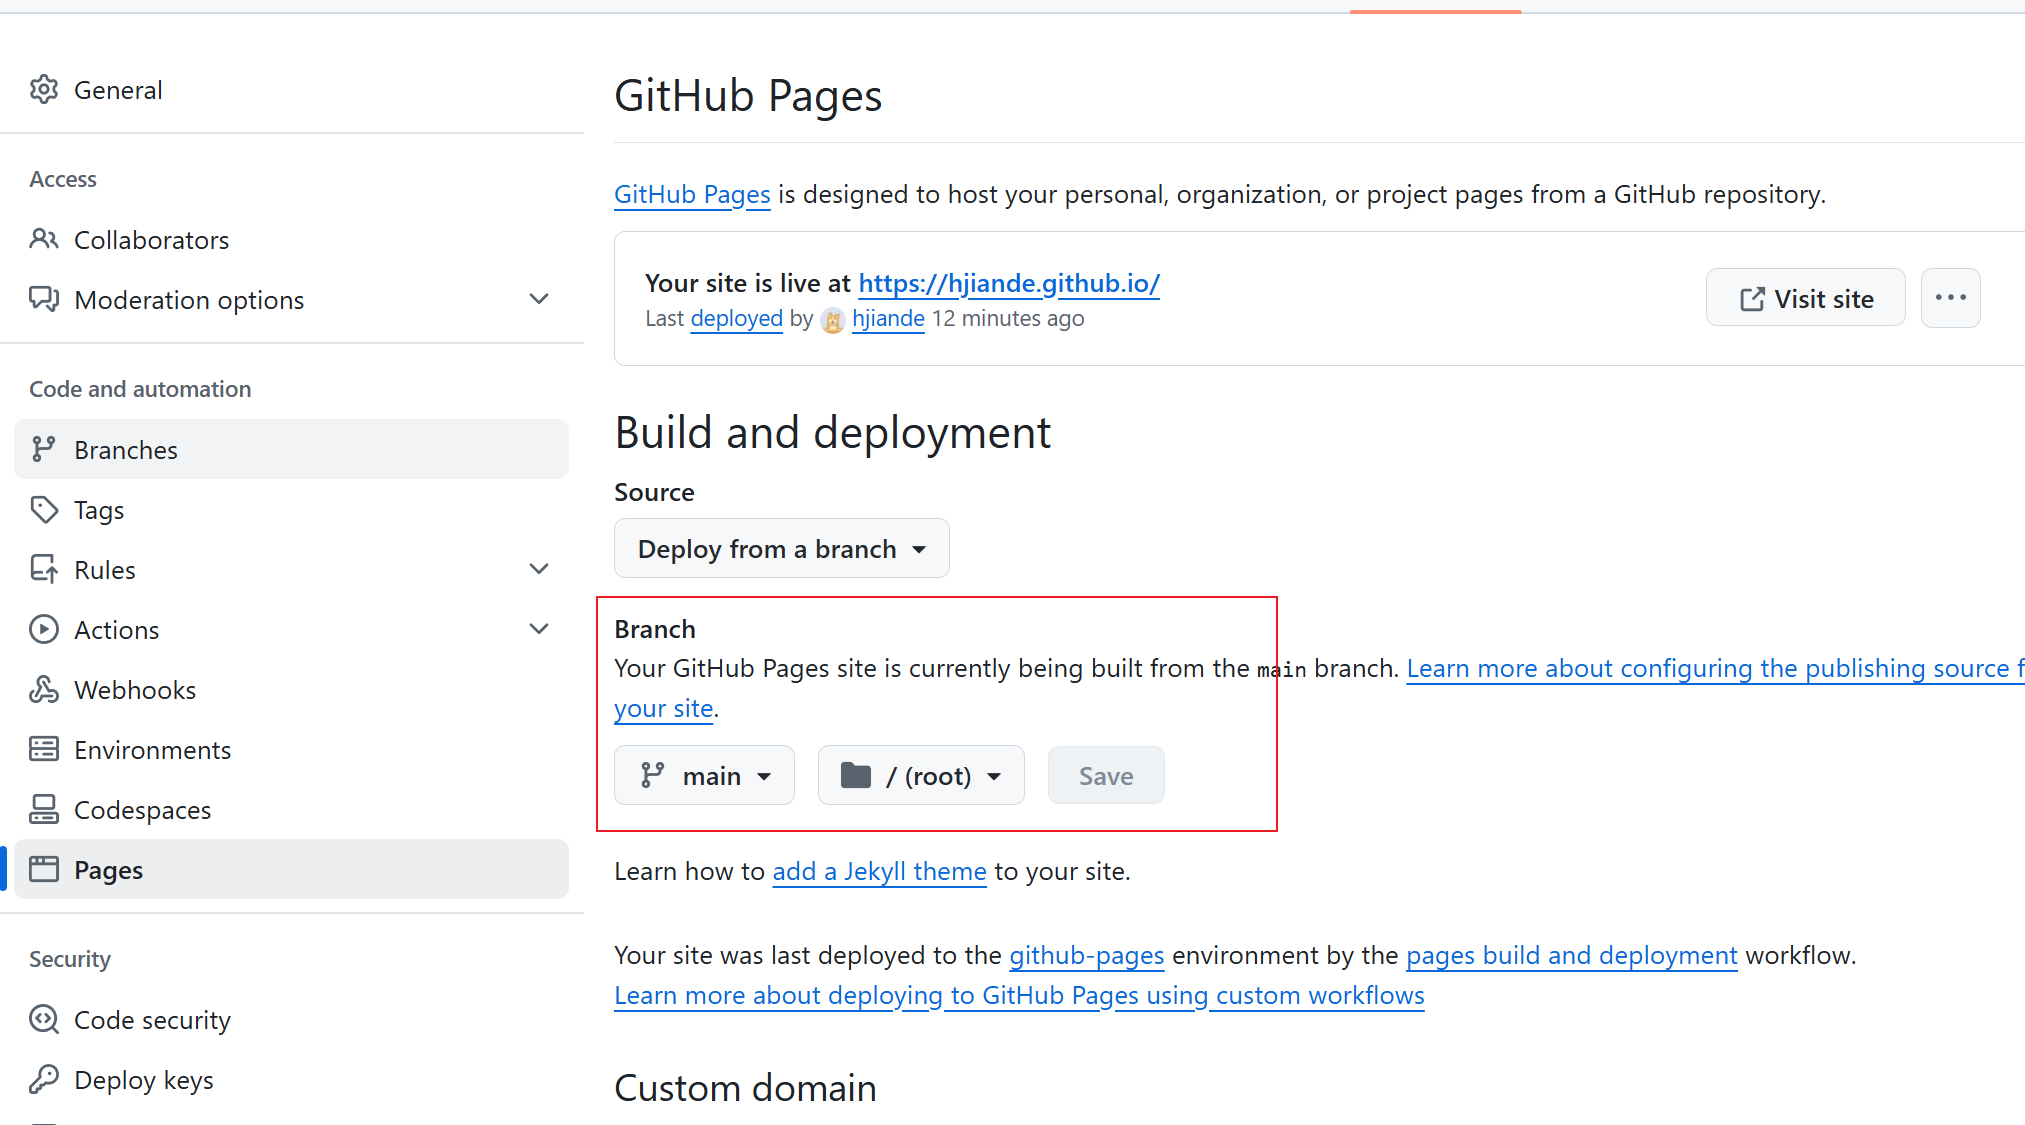 General
Access
Collaborators
Moderation options
Code and automation
Branches
Tags
Rules
Actions
Webhooks
Environments
Codespaces
Pages
Security
Code security
Deploy keys
GitHub Pages
GitHub Pages is designed to host your personal, organization, or project pages from a GitHub repository.
Your site is live at https://hjiande.github.io/
Last deployed by hjiande 12 minutes ago
Visit site
Build and deployment
Source
Deploy from a branch
Branch
Your GitHub Pages site is currently being built from the main branch. Learn more about configuring the publishing source f
your site.
main
/ (root)
Save
Learn how to add a Jekyll theme to your site.
Your site was last deployed to the github-pages environment by the pages build and deployment workflow.
Learn more about deploying to GitHub Pages using custom workflows
Custom domain